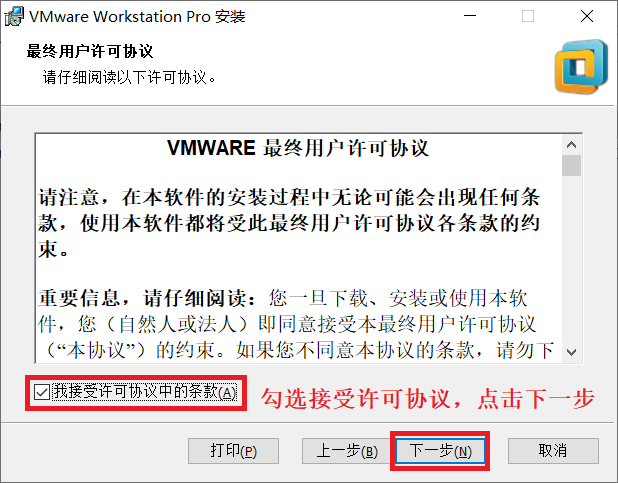 VMware Workstation Pro 安装
最终用户许可协议
请仔细阅读以下许可协议。
VMWARE 最终用户许可协议
请注意，在本软件的安装过程中无论可能会出现任何条
款，使用本软件都将受此最终用户许可协议各条款的约
束。
重要信息，请仔细阅读：您一旦下载、安装或使用本软
件，您（自然人或法人）即同意接受本最终用户许可协议
（“本协议”）的约束。如果您不同意本协议的条款，请勿下
我接受许可协议中的条款(A)
勾选接受许可协议，点击下一步
打印(P)
上一步(B)
下一步(N)
取消